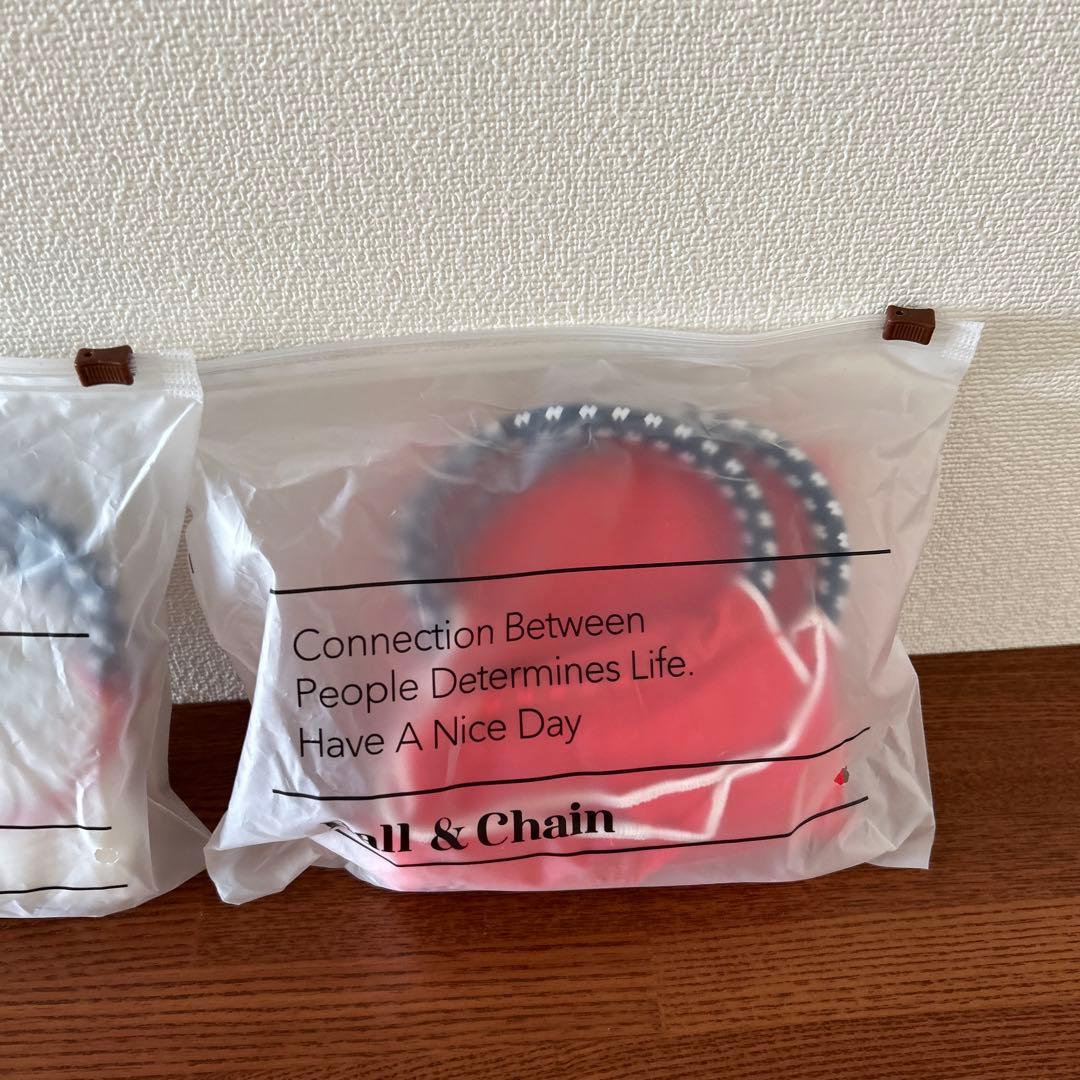 Connection Between
People Determines Life.
Have A Nice Day
& Chain